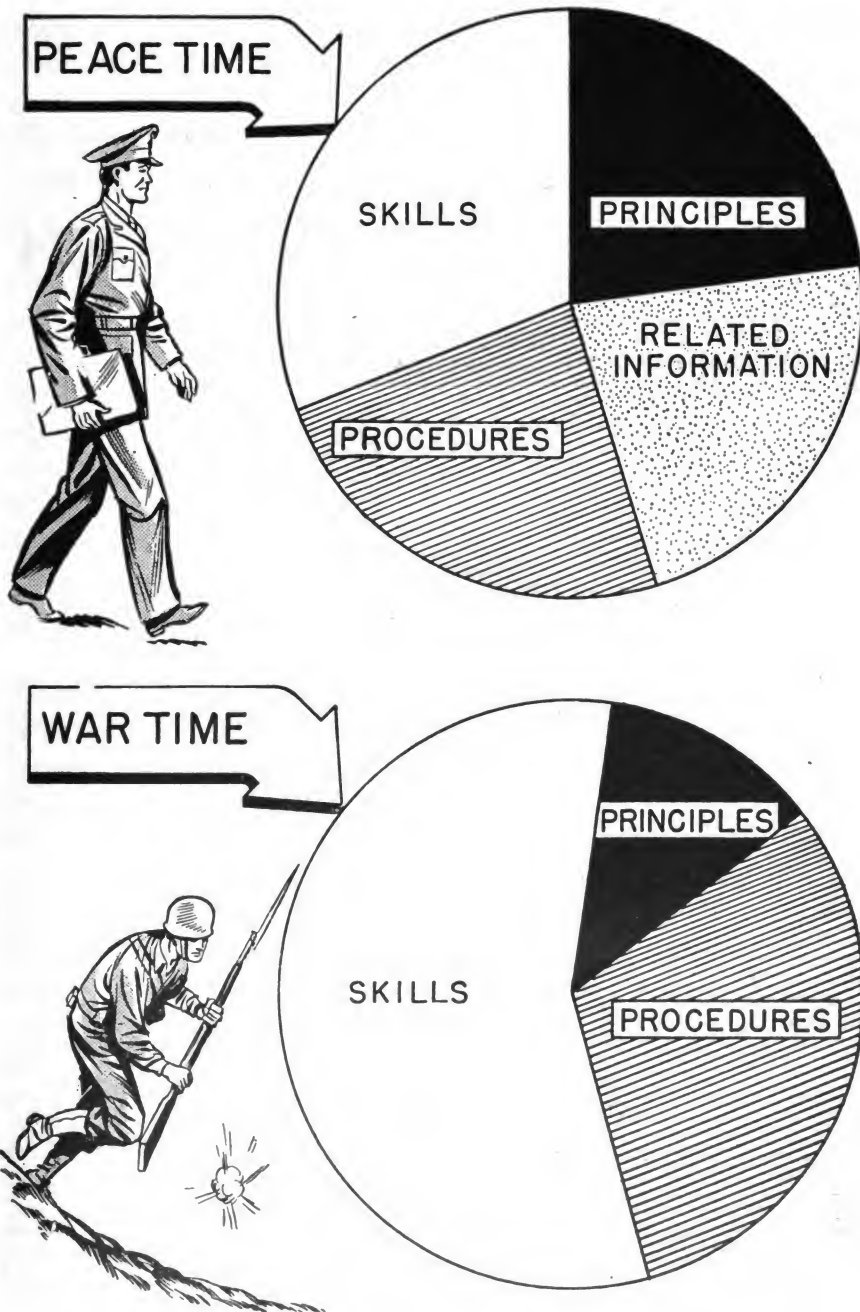 PEACE TIME
SKILLS
PRINCIPLES
RELATED
INFORMATION
PROCEDURES
WAR TIME
PRINCIPLES
SKILLS
PROCEDURES